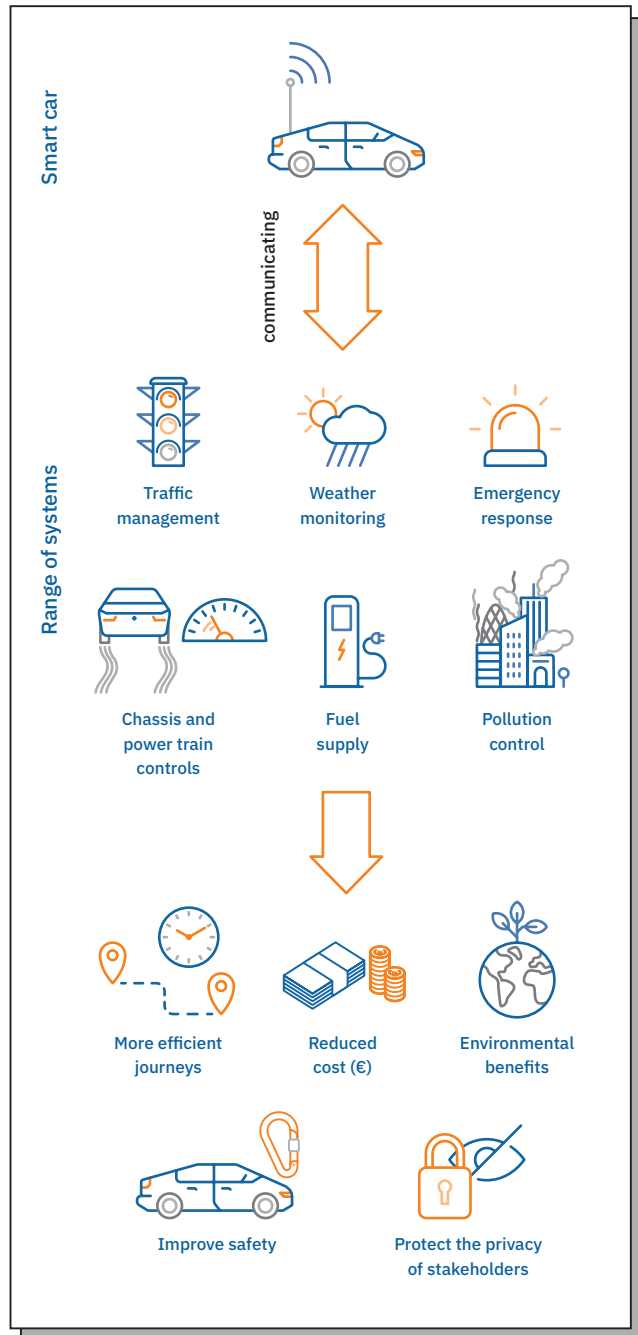 Smart car
communicating
Range of systems
Traffic
management
Weather
monitoring
Emergency
response
Chassis and
power train
controls
Fuel
supply
Pollution
control
More efficient
journeys
Reduced
cost (€)
Environmental
benefits
Improve safety
Protect the privacy
of stakeholders